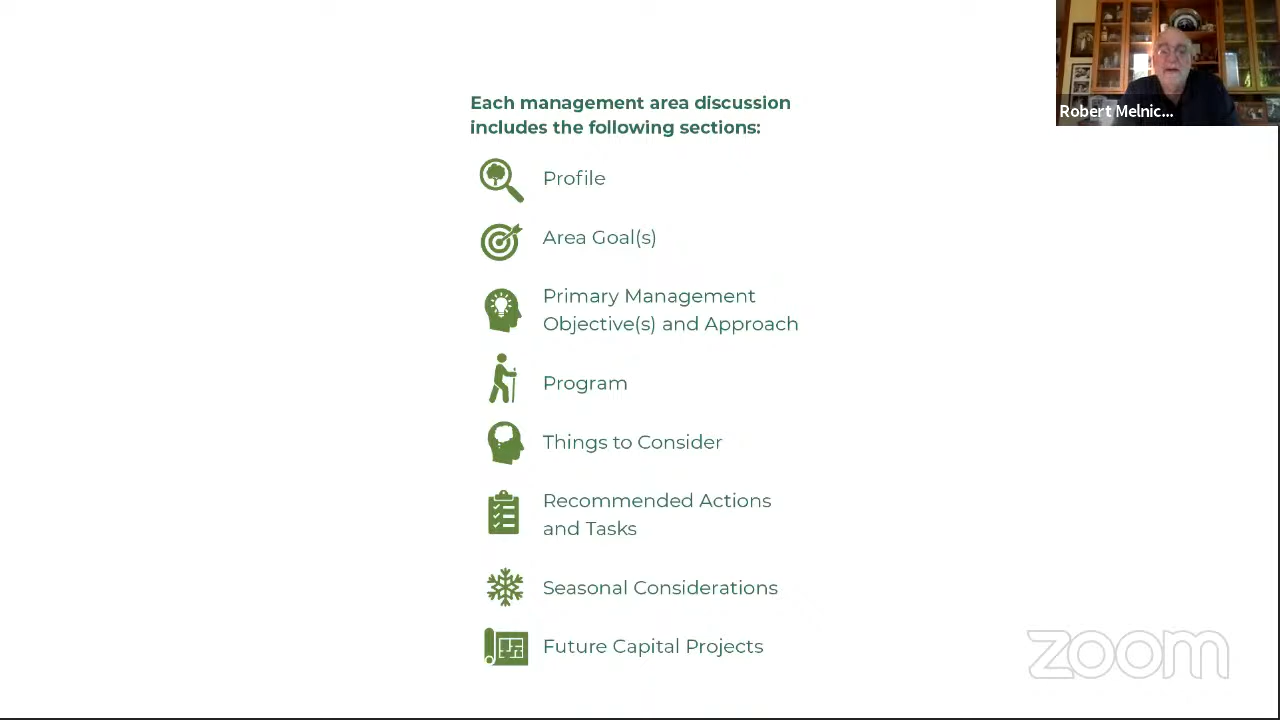 Each management area discussion
includes the following sections:
Profile
Area Goal(s)
Primary Management
Objective(s) and Approach
Program
Things to Consider
Recommended Actions
and Tasks
Seasonal Considerations
Future Capital Projects
Robert Melnic...
zoom